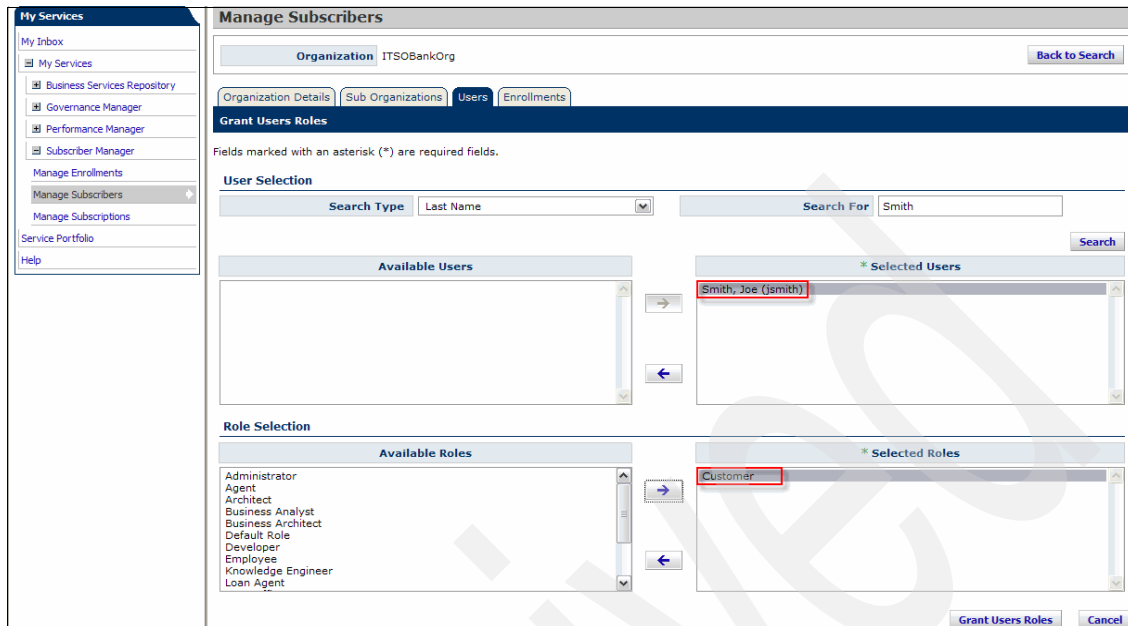 My Services
My Inbox
My Services
Business Services Repository
Governance Manager
Performance Manager
Subscriber Manager
Manage Enrollments
Manage Subscribers
Manage Subscriptions
Service Portfolio
Help
Manage Subscribers
Organization ITSOBankOrg
Back to Search
Organization Details Sub Organizations Users Enrollments
Grant Users Roles
Fields marked with an asterisk (*) are required fields.
User Selection
Search Type Last Name Search For Smith
Search
Available Users * Selected Users
Smith, Joe (jsmith)
Role Selection
Available Roles * Selected Roles
Administrator Customer
Agent
Architect
Business Analyst
Business Architect
Default Role
Developer
Employee
Knowledge Engineer
Loan Agent
Grant Users Roles Cancel